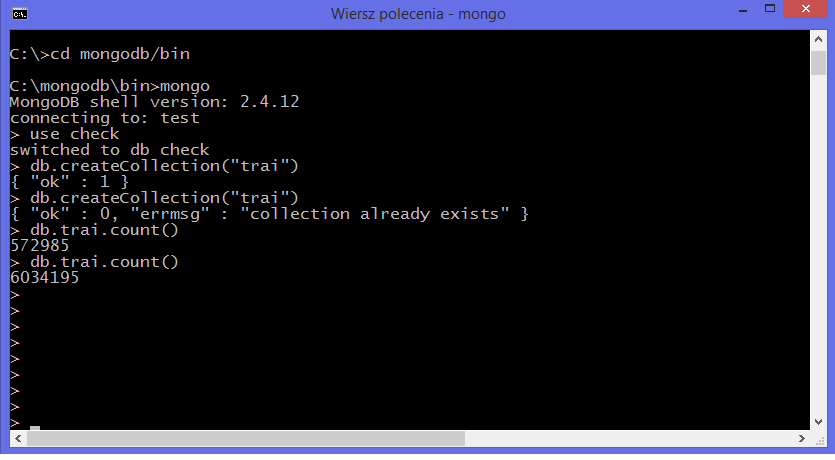 Wiersz polecenia - mongo
C:\>cd mongodb/bin
C:\mongodb\bin>mongo
MongoDB shell version: 2.4.12
connecting to: test
> use check
switched to db check
> db.createCollection("trai")
{ "ok" : 1 }
> db.createCollection("trai")
{ "ok" : 0, "errmsg" : "collection already exists" }
> db.trai.count()
572985
> db.trai.count()
6034195
>
>
>
>
>
>
>
>
>